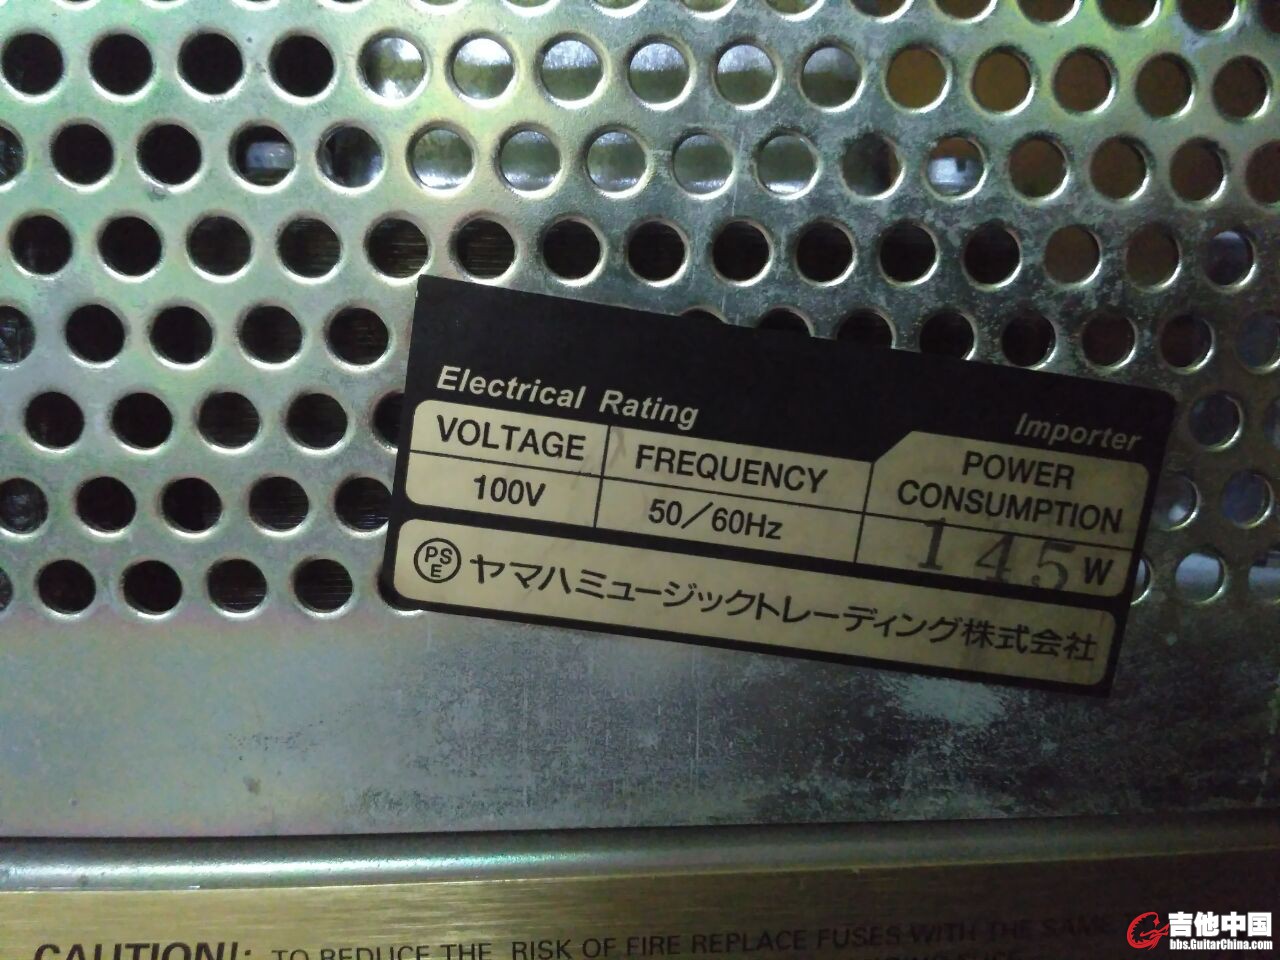 Electrical Rating
Importer
VOLTAGE
FREQUENCY
POWER CONSUMPTION
100V
50/60Hz
145W
PSE ヤマハミュージックトレーディング株式会社
CAUTION!: TO REDUCE THE RISK OF FIRE REPLACE FUSES WITH THE SAME
吉他中国
bbs.GuitarChina.com